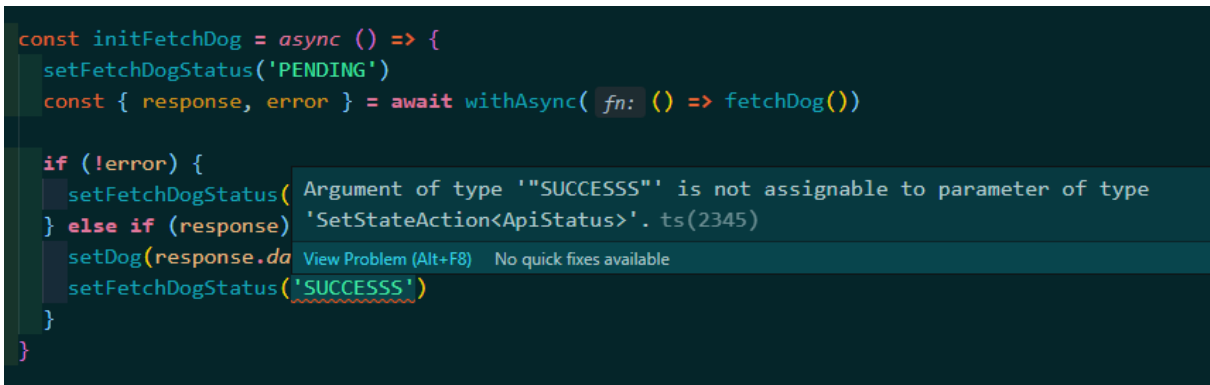 const initFetchDog = async () => {
setFetchDogStatus('PENDING')
const { response, error } = await withAsync( fn: () => fetchDog())
if (!error) {
setFetchDogStatus(
Argument of type '"SUCCESSS"' is not assignable to parameter of type
'SetStateAction<ApiStatus>'. ts(2345)
} else if (response)
setDog(response.da
View Problem (Alt+F8) No quick fixes available
setFetchDogStatus('SUCCESSS')
}
}